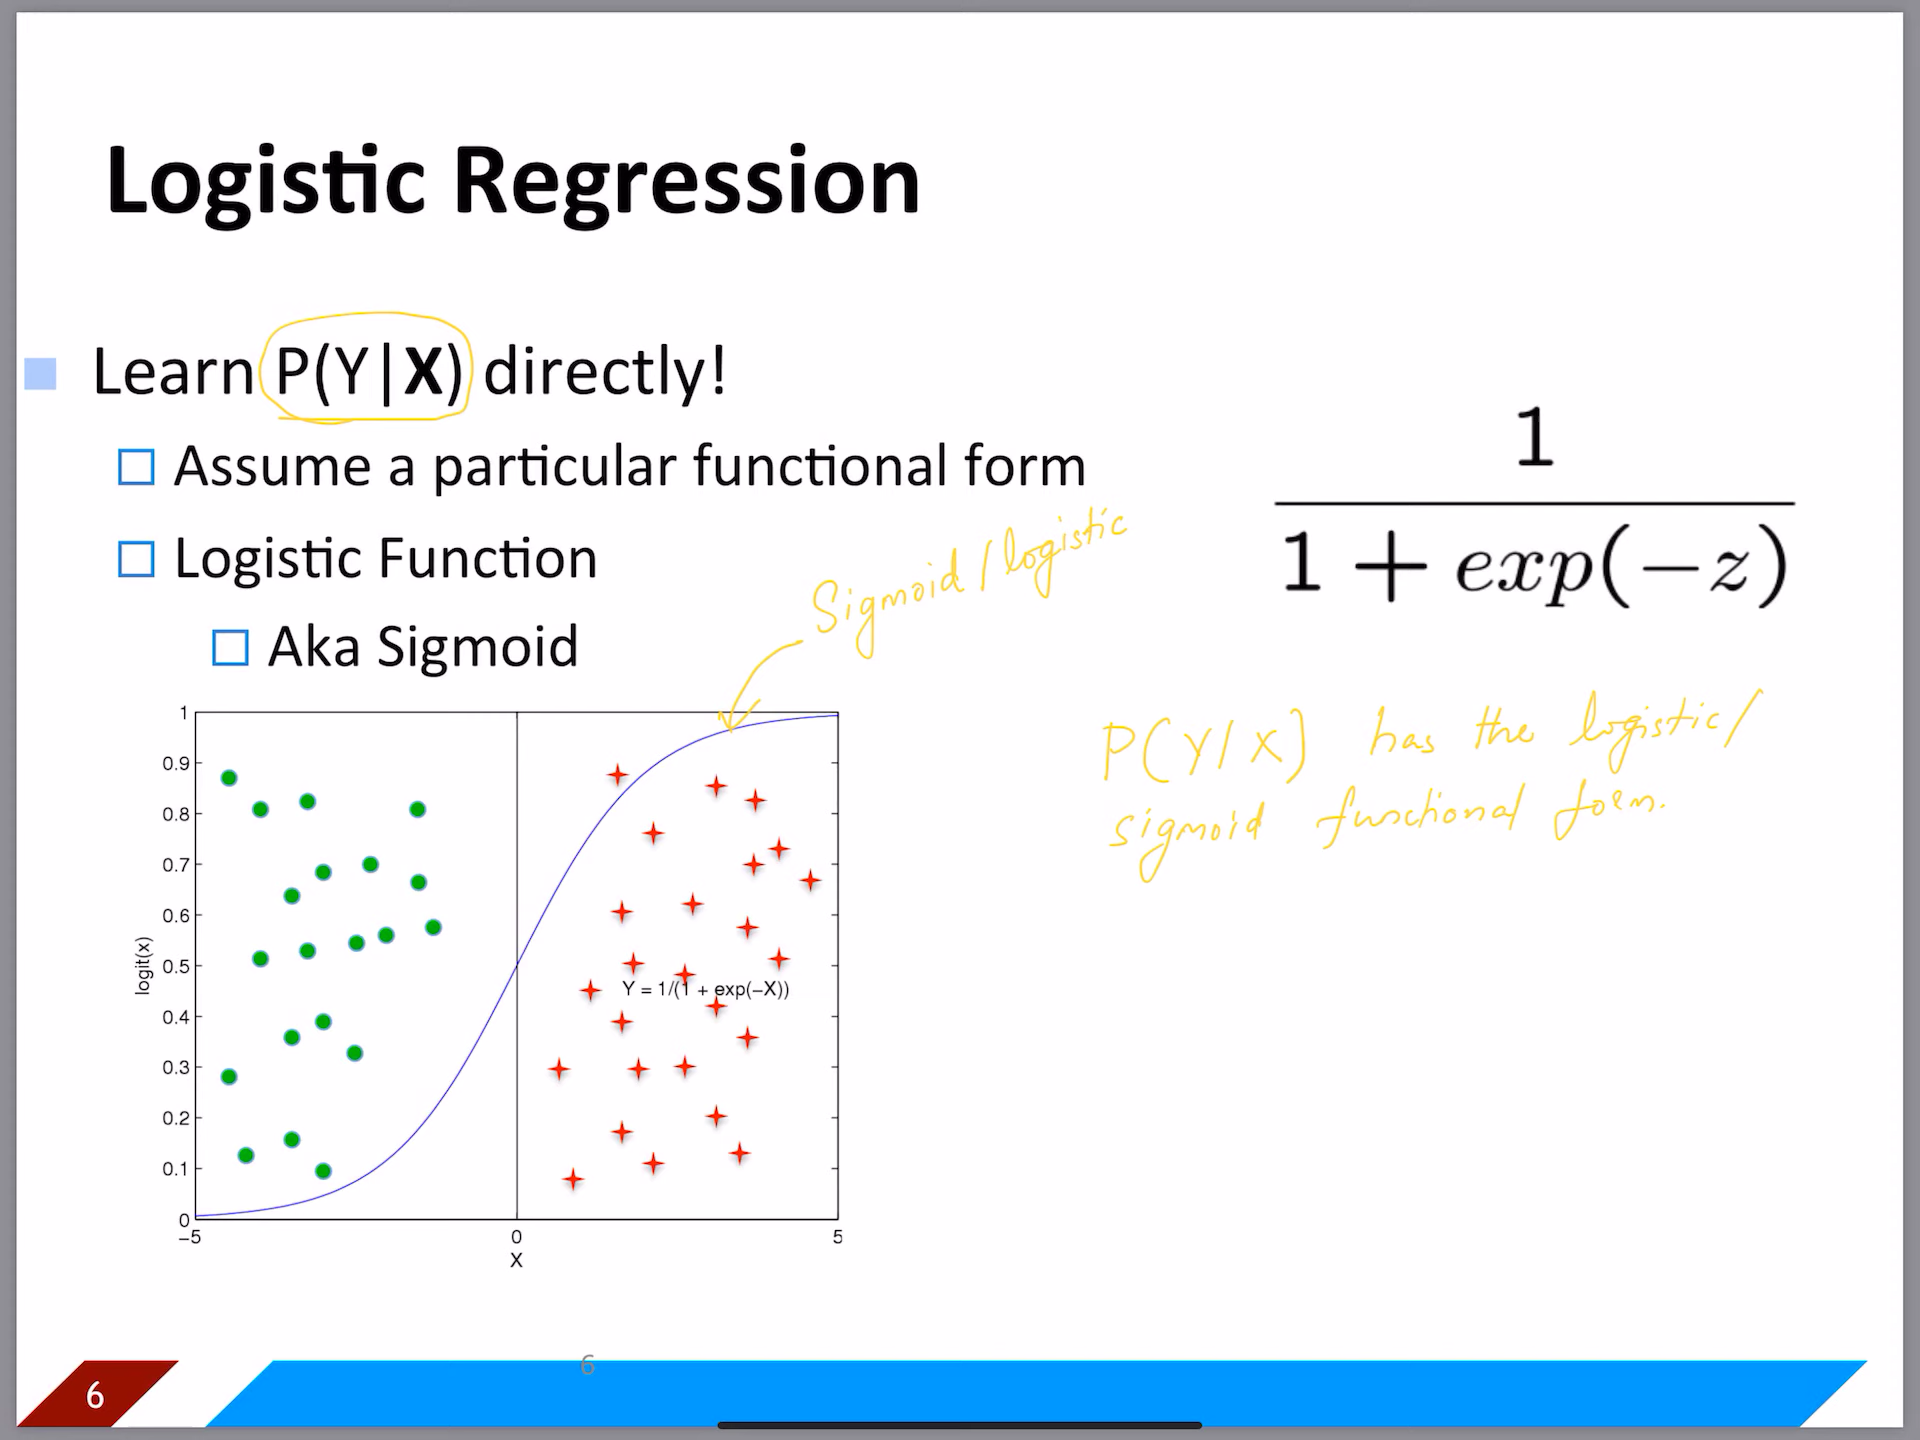 Logistic Regression
Learn P(Y|X) directly!
Assume a particular functional form
Logistic Function
Aka Sigmoid
Sigmoid/logistic
1
1 + exp(−z)
P(Y/X) has the logistic/
sigmoid functional form.
1
0.9
0.8
0.7
0.6
0.5
0.4
0.3
0.2
0.1
0
logit(x)
Y = 1/(1 + exp(−X))
−5
0
5
X
6
6